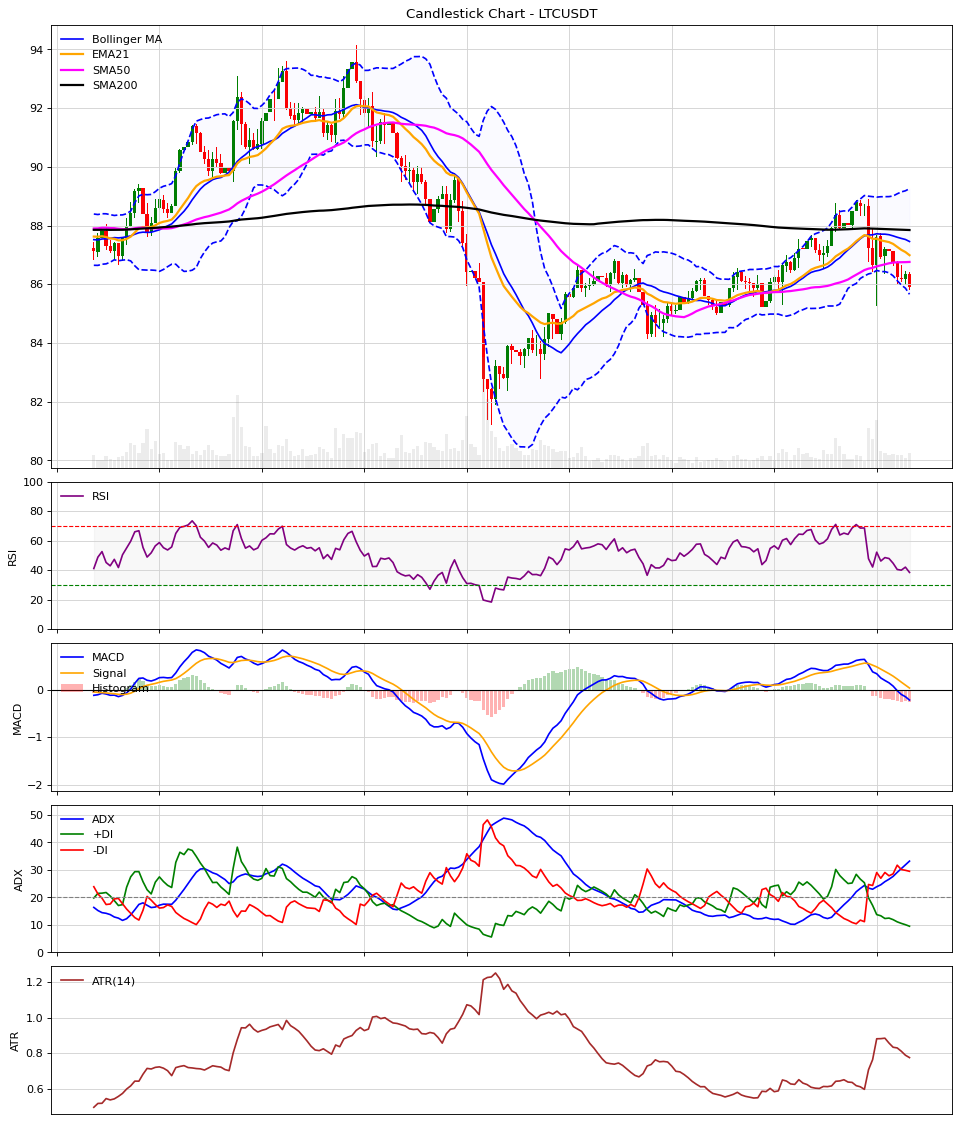 Candlestick Chart - LTCUSDT
Bollinger MA
EMA21
SMA50
SMA200
94
92
90
88
86
84
82
80
RSI
RSI
100
80
60
40
20
0
MACD
Signal
Histogram
MACD
0
−1
−2
ADX
+DI
-DI
ADX
50
40
30
20
10
0
ATR(14)
ATR
1.2
1.0
0.8
0.6